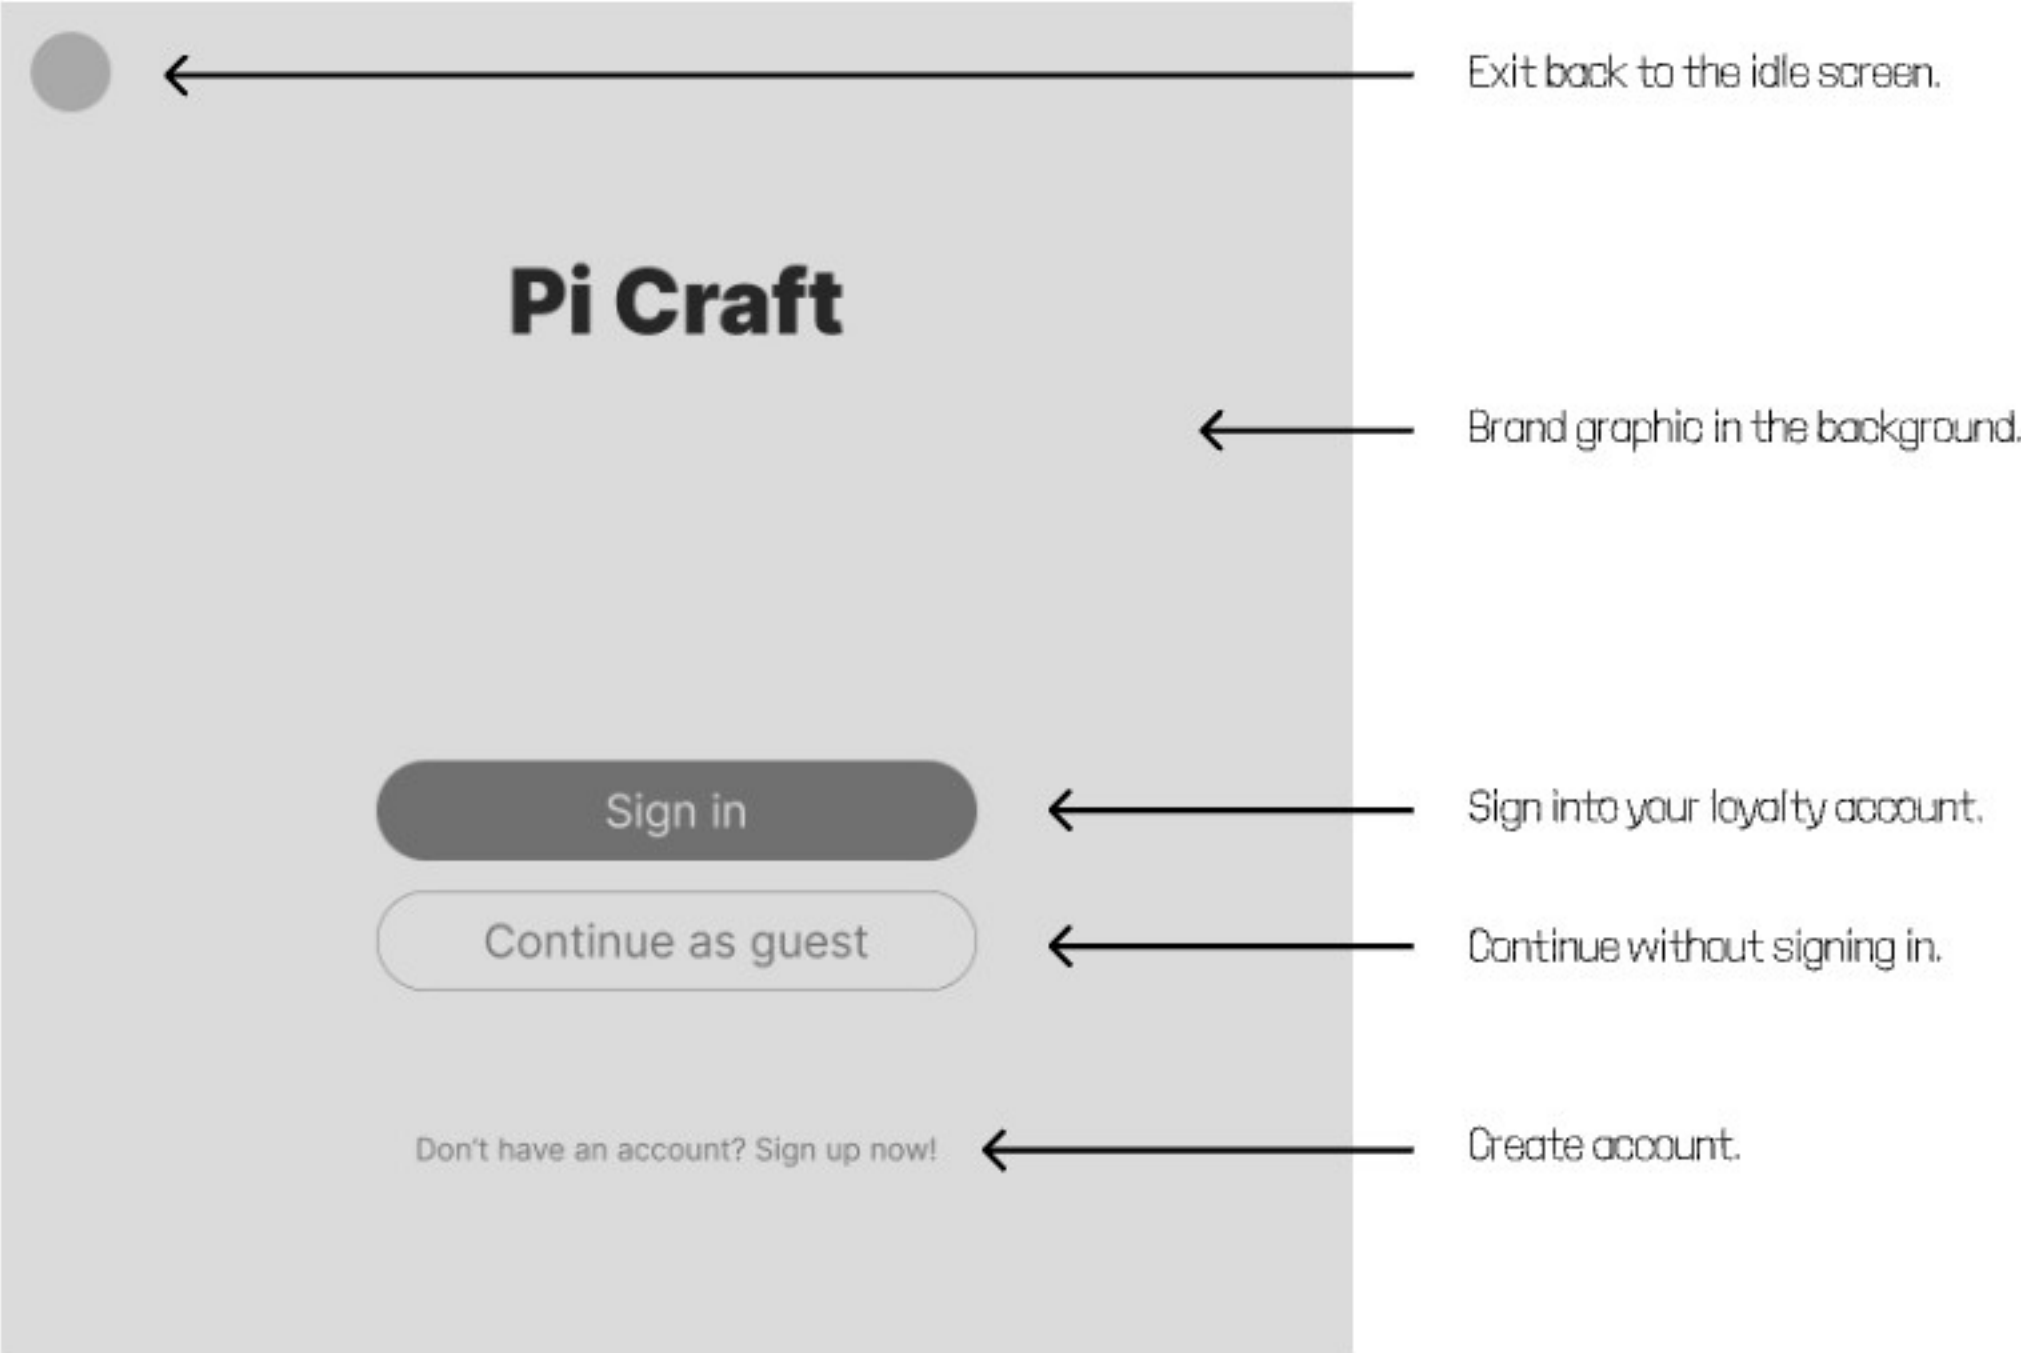 Exit back to the idle screen.
Pi Craft
Brand graphic in the background.
Sign in
Sign into your loyalty account.
Continue as guest
Continue without signing in.
Don't have an account? Sign up now!
Create account.